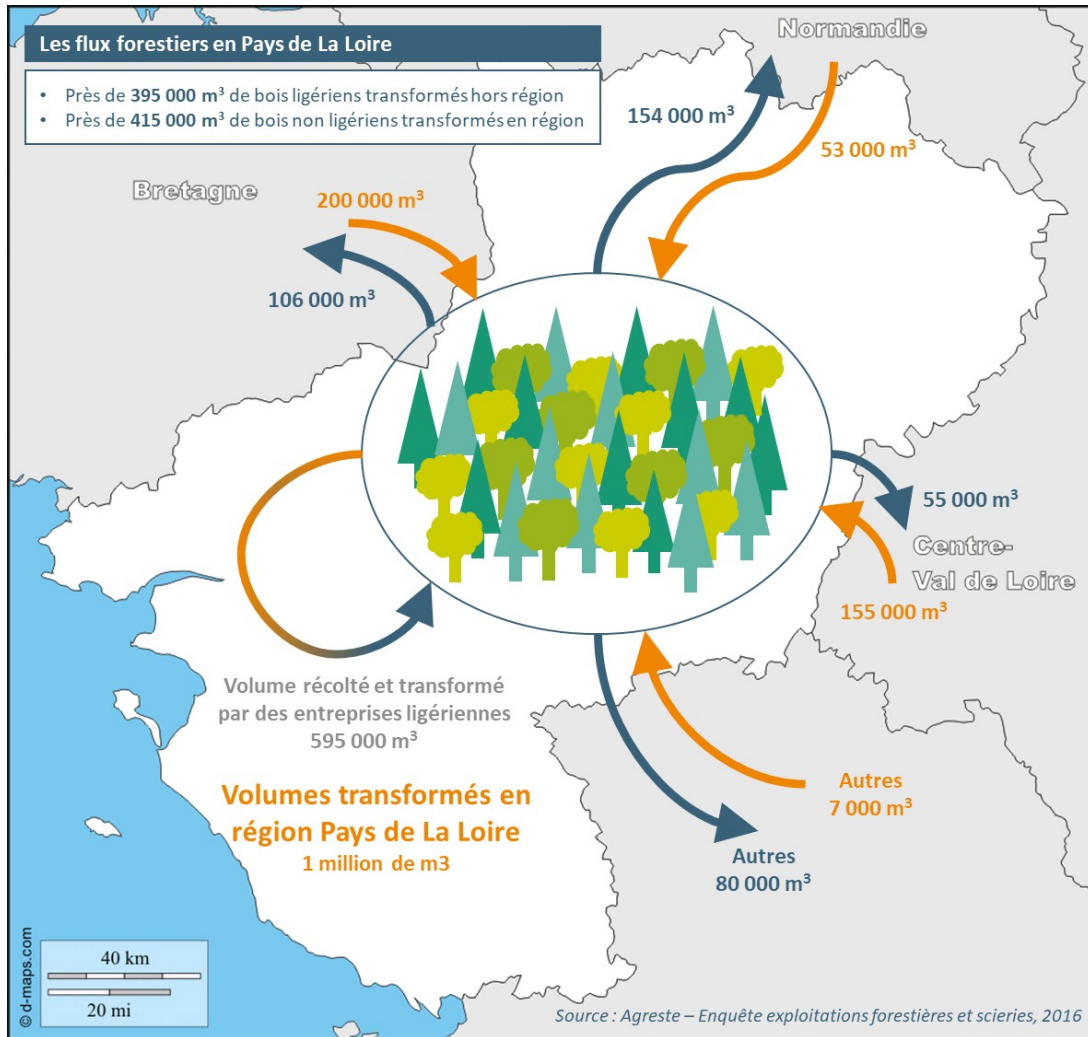 Les flux forestiers en Pays de La Loire
• Près de 395 000 m³ de bois ligériens transformés hors région
• Près de 415 000 m³ de bois non ligériens transformés en région
Normandie
154 000 m³
53 000 m³
Bretagne
200 000 m³
106 000 m³
55 000 m³
Centre-
Val de Loire
155 000 m³
Volume récolté et transformé
par des entreprises ligériennes
595 000 m³
Volumes transformés en
région Pays de La Loire
1 million de m3
Autres
7 000 m³
Autres
80 000 m³
40 km
20 mi
© d-maps.com
Source : Agreste – Enquête exploitations forestières et scieries, 2016